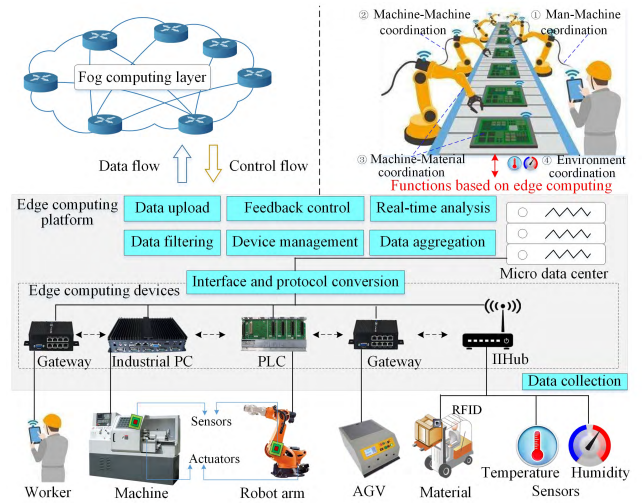 ② Machine-Machine
coordination
① Man-Machine
coordination
Fog computing layer
Data flow
Control flow
③ Machine-Material
coordination
④ Environment
coordination
Functions based on edge computing
Edge computing
platform
Data upload
Feedback control
Real-time analysis
Data filtering
Device management
Data aggregation
Micro data center
Interface and protocol conversion
Edge computing devices
Gateway
Industrial PC
PLC
Gateway
IIHub
Data collection
Sensors
Actuators
RFID
Worker
Machine
Robot arm
AGV
Material
Temperature
Humidity
Sensors